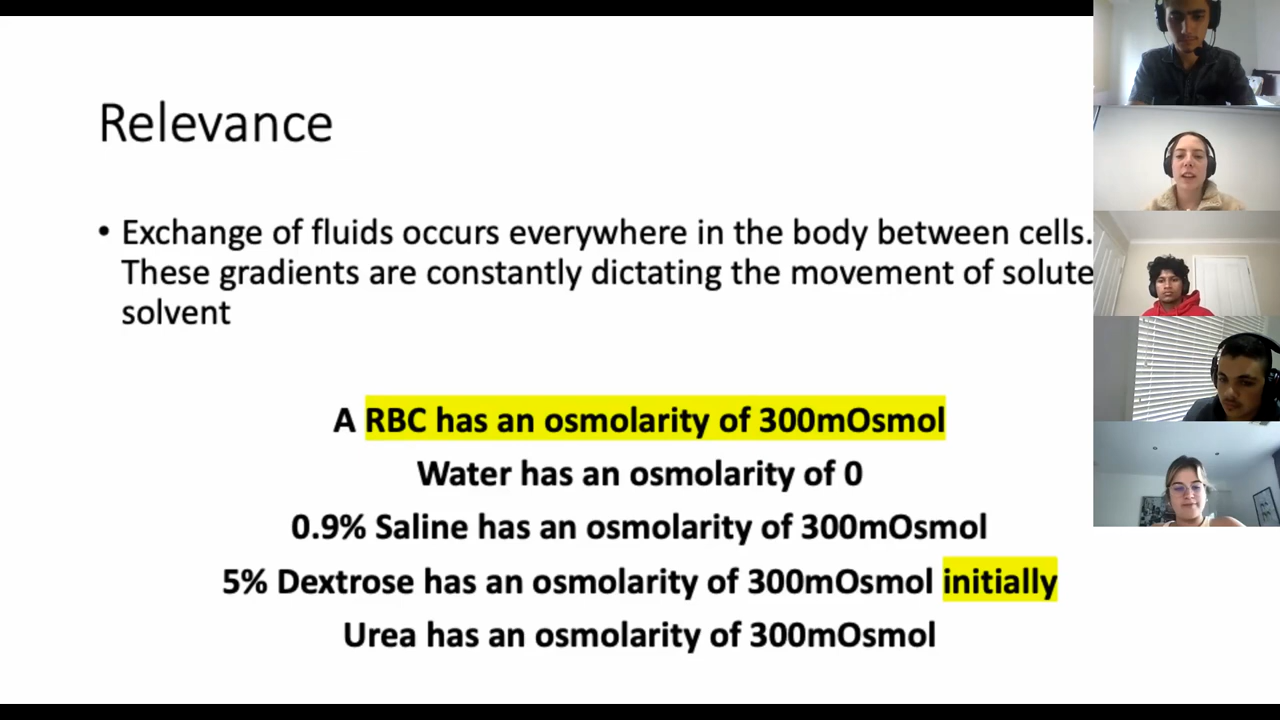 Relevance
• Exchange of fluids occurs everywhere in the body between cells.
These gradients are constantly dictating the movement of solute
solvent
A RBC has an osmolarity of 300mOsmol
Water has an osmolarity of 0
0.9% Saline has an osmolarity of 300mOsmol
5% Dextrose has an osmolarity of 300mOsmol initially
Urea has an osmolarity of 300mOsmol